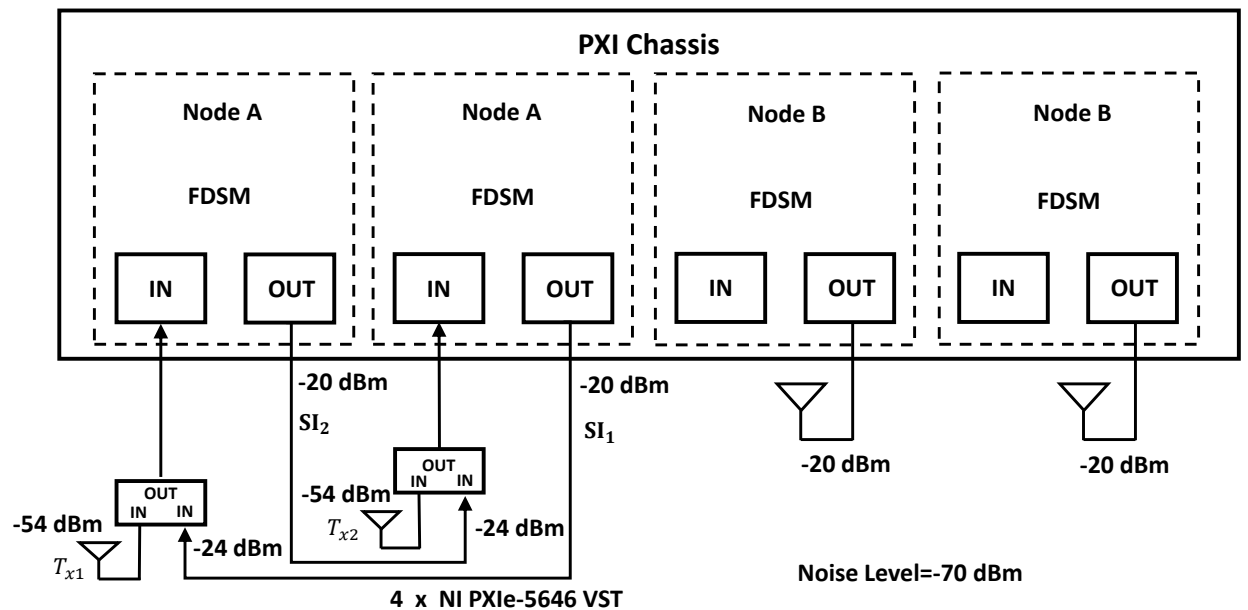 PXI Chassis
Node A
Node A
Node B
Node B
FDSM
FDSM
FDSM
FDSM
IN
OUT
IN
OUT
IN
OUT
IN
OUT
-20 dBm
-20 dBm
SI₂
SI₁
OUT
IN IN
-20 dBm
-20 dBm
OUT
IN IN
-54 dBm
-54 dBm
Tₓ₂
-24 dBm
-24 dBm
Tₓ₁
Noise Level=-70 dBm
4 x NI PXIe-5646 VST